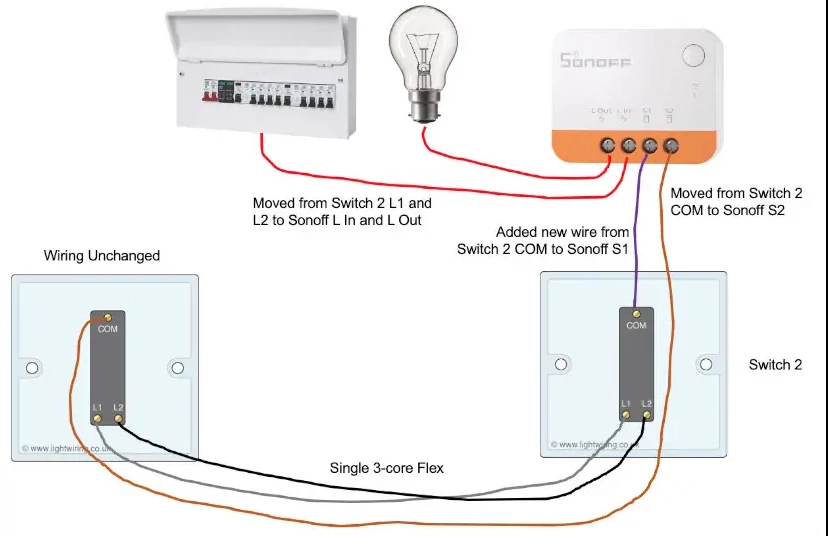 SONOFF
L Out L In S1 S2
Moved from Switch 2 L1 and
L2 to Sonoff L In and L Out
Moved from Switch 2
COM to Sonoff S2
Added new wire from
Switch 2 COM to Sonoff S1
Wiring Unchanged
COM
L1 L2
© www.lightwiring.co.uk
COM
L1 L2
© www.lightwiring.co.uk
Switch 2
Single 3-core Flex